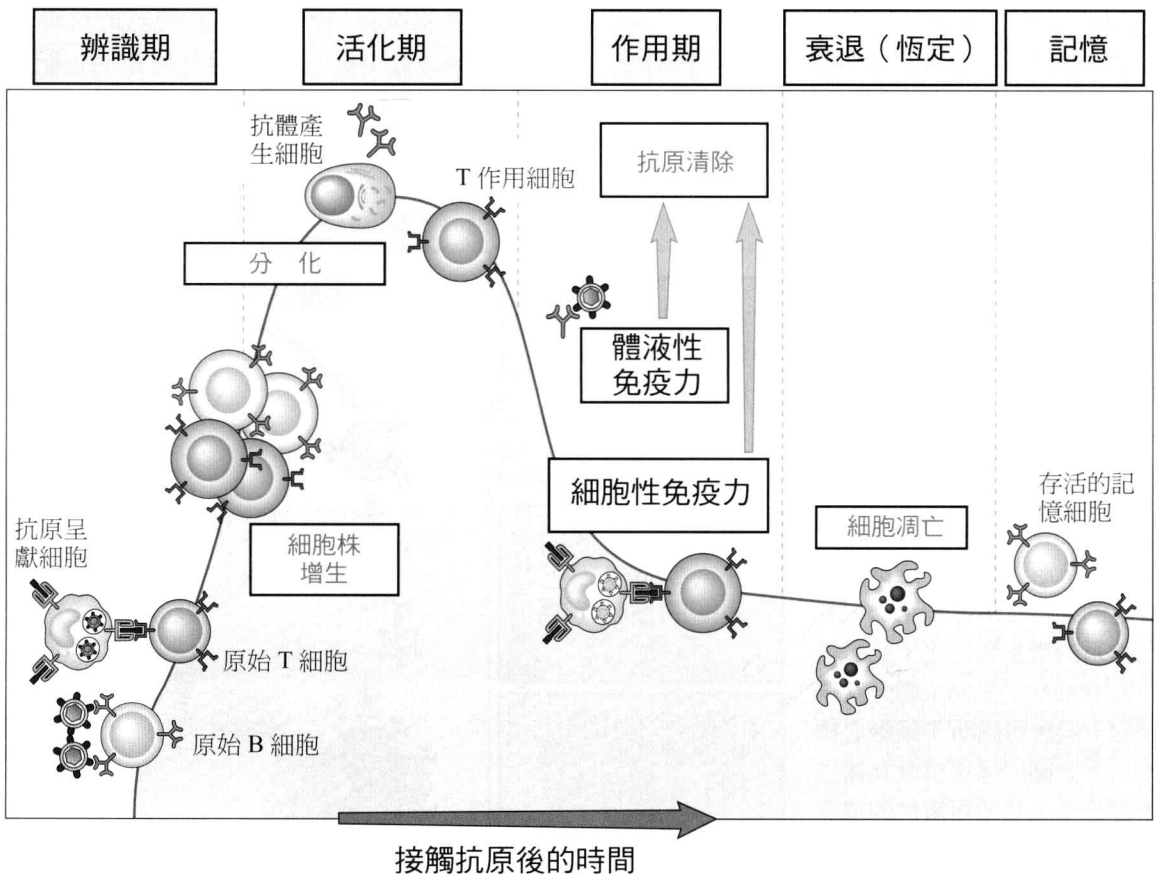 辨識期
活化期
作用期
衰退（恆定）
記憶
抗體產
生細胞
T 作用細胞
抗原清除
分 化
體液性
免疫力
細胞性免疫力
細胞株
增生
抗原呈
獻細胞
原始 T 細胞
原始 B 細胞
細胞凋亡
存活的記
憶細胞
接觸抗原後的時間